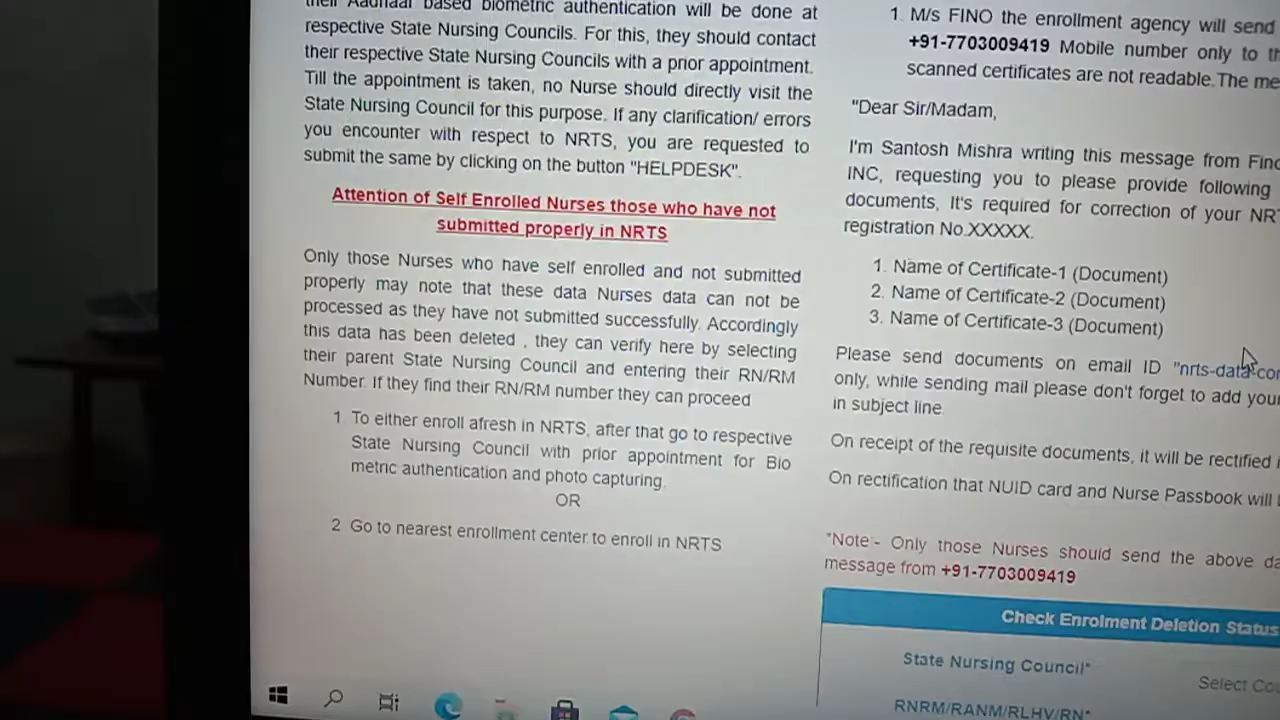 their Aadhaar based biometric authentication will be done at
respective State Nursing Councils. For this, they should contact
their respective State Nursing Councils with a prior appointment.
Till the appointment is taken, no Nurse should directly visit the
State Nursing Council for this purpose. If any clarification/ errors
you encounter with respect to NRTS, you are requested to
submit the same by clicking on the button "HELPDESK".
Attention of Self Enrolled Nurses those who have not
submitted properly in NRTS
Only those Nurses who have self enrolled and not submitted
properly may note that these data Nurses data can not be
processed as they have not submitted successfully. Accordingly
this data has been deleted , they can verify here by selecting
their parent State Nursing Council and entering their RN/RM
Number. If they find their RN/RM number they can proceed
1. To either enroll afresh in NRTS, after that go to respective
State Nursing Council with prior appointment for Bio
metric authentication and photo capturing.
OR
2. Go to nearest enrollment center to enroll in NRTS
1. M/s FINO the enrollment agency will send
+91-7703009419 Mobile number only to
scanned certificates are not readable. The
"Dear Sir/Madam,
I'm Santosh Mishra writing this message from
INC, requesting you to please provide following
documents, It's required for correction of your
registration No.XXXXX.
1. Name of Certificate-1 (Document)
2. Name of Certificate-2 (Document)
3. Name of Certificate-3 (Document)
Please send documents on email ID "nrts-data-
only, while sending mail please don't forget to add
in subject line.
On receipt of the requisite documents, it will be rectified
On rectification that NUID card and Nurse Passbook will
*Note:- Only those Nurses should send the above
message from +91-7703009419
Check Enrolment Deletion Status
State Nursing Council*
Select
RNRM/RANM/RLHV/RN*